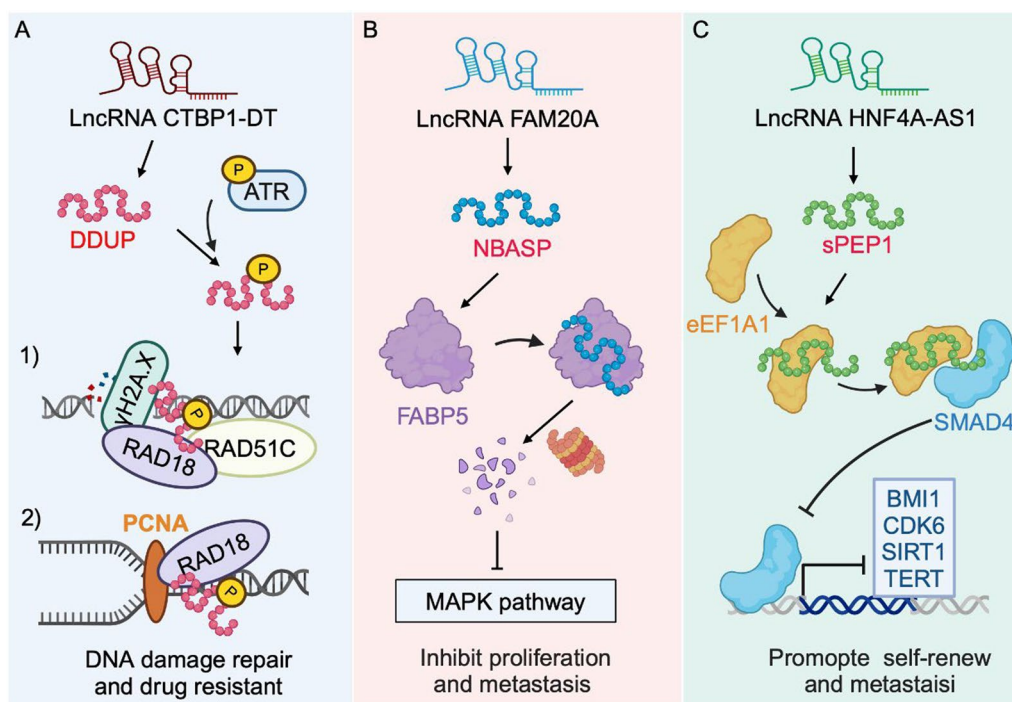 A
LncRNA CTBP1-DT
P
ATR
DDUP
P
1)
γH2A.X
P
RAD18
RAD51C
2)
PCNA
RAD18
P
DNA damage repair
and drug resistant
B
LncRNA FAM20A
NBASP
FABP5
MAPK pathway
Inhibit proliferation
and metastasis
C
LncRNA HNF4A-AS1
sPEP1
eEF1A1
SMAD4
BMI1
CDK6
SIRT1
TERT
Promopte self-renew
and metastaisi